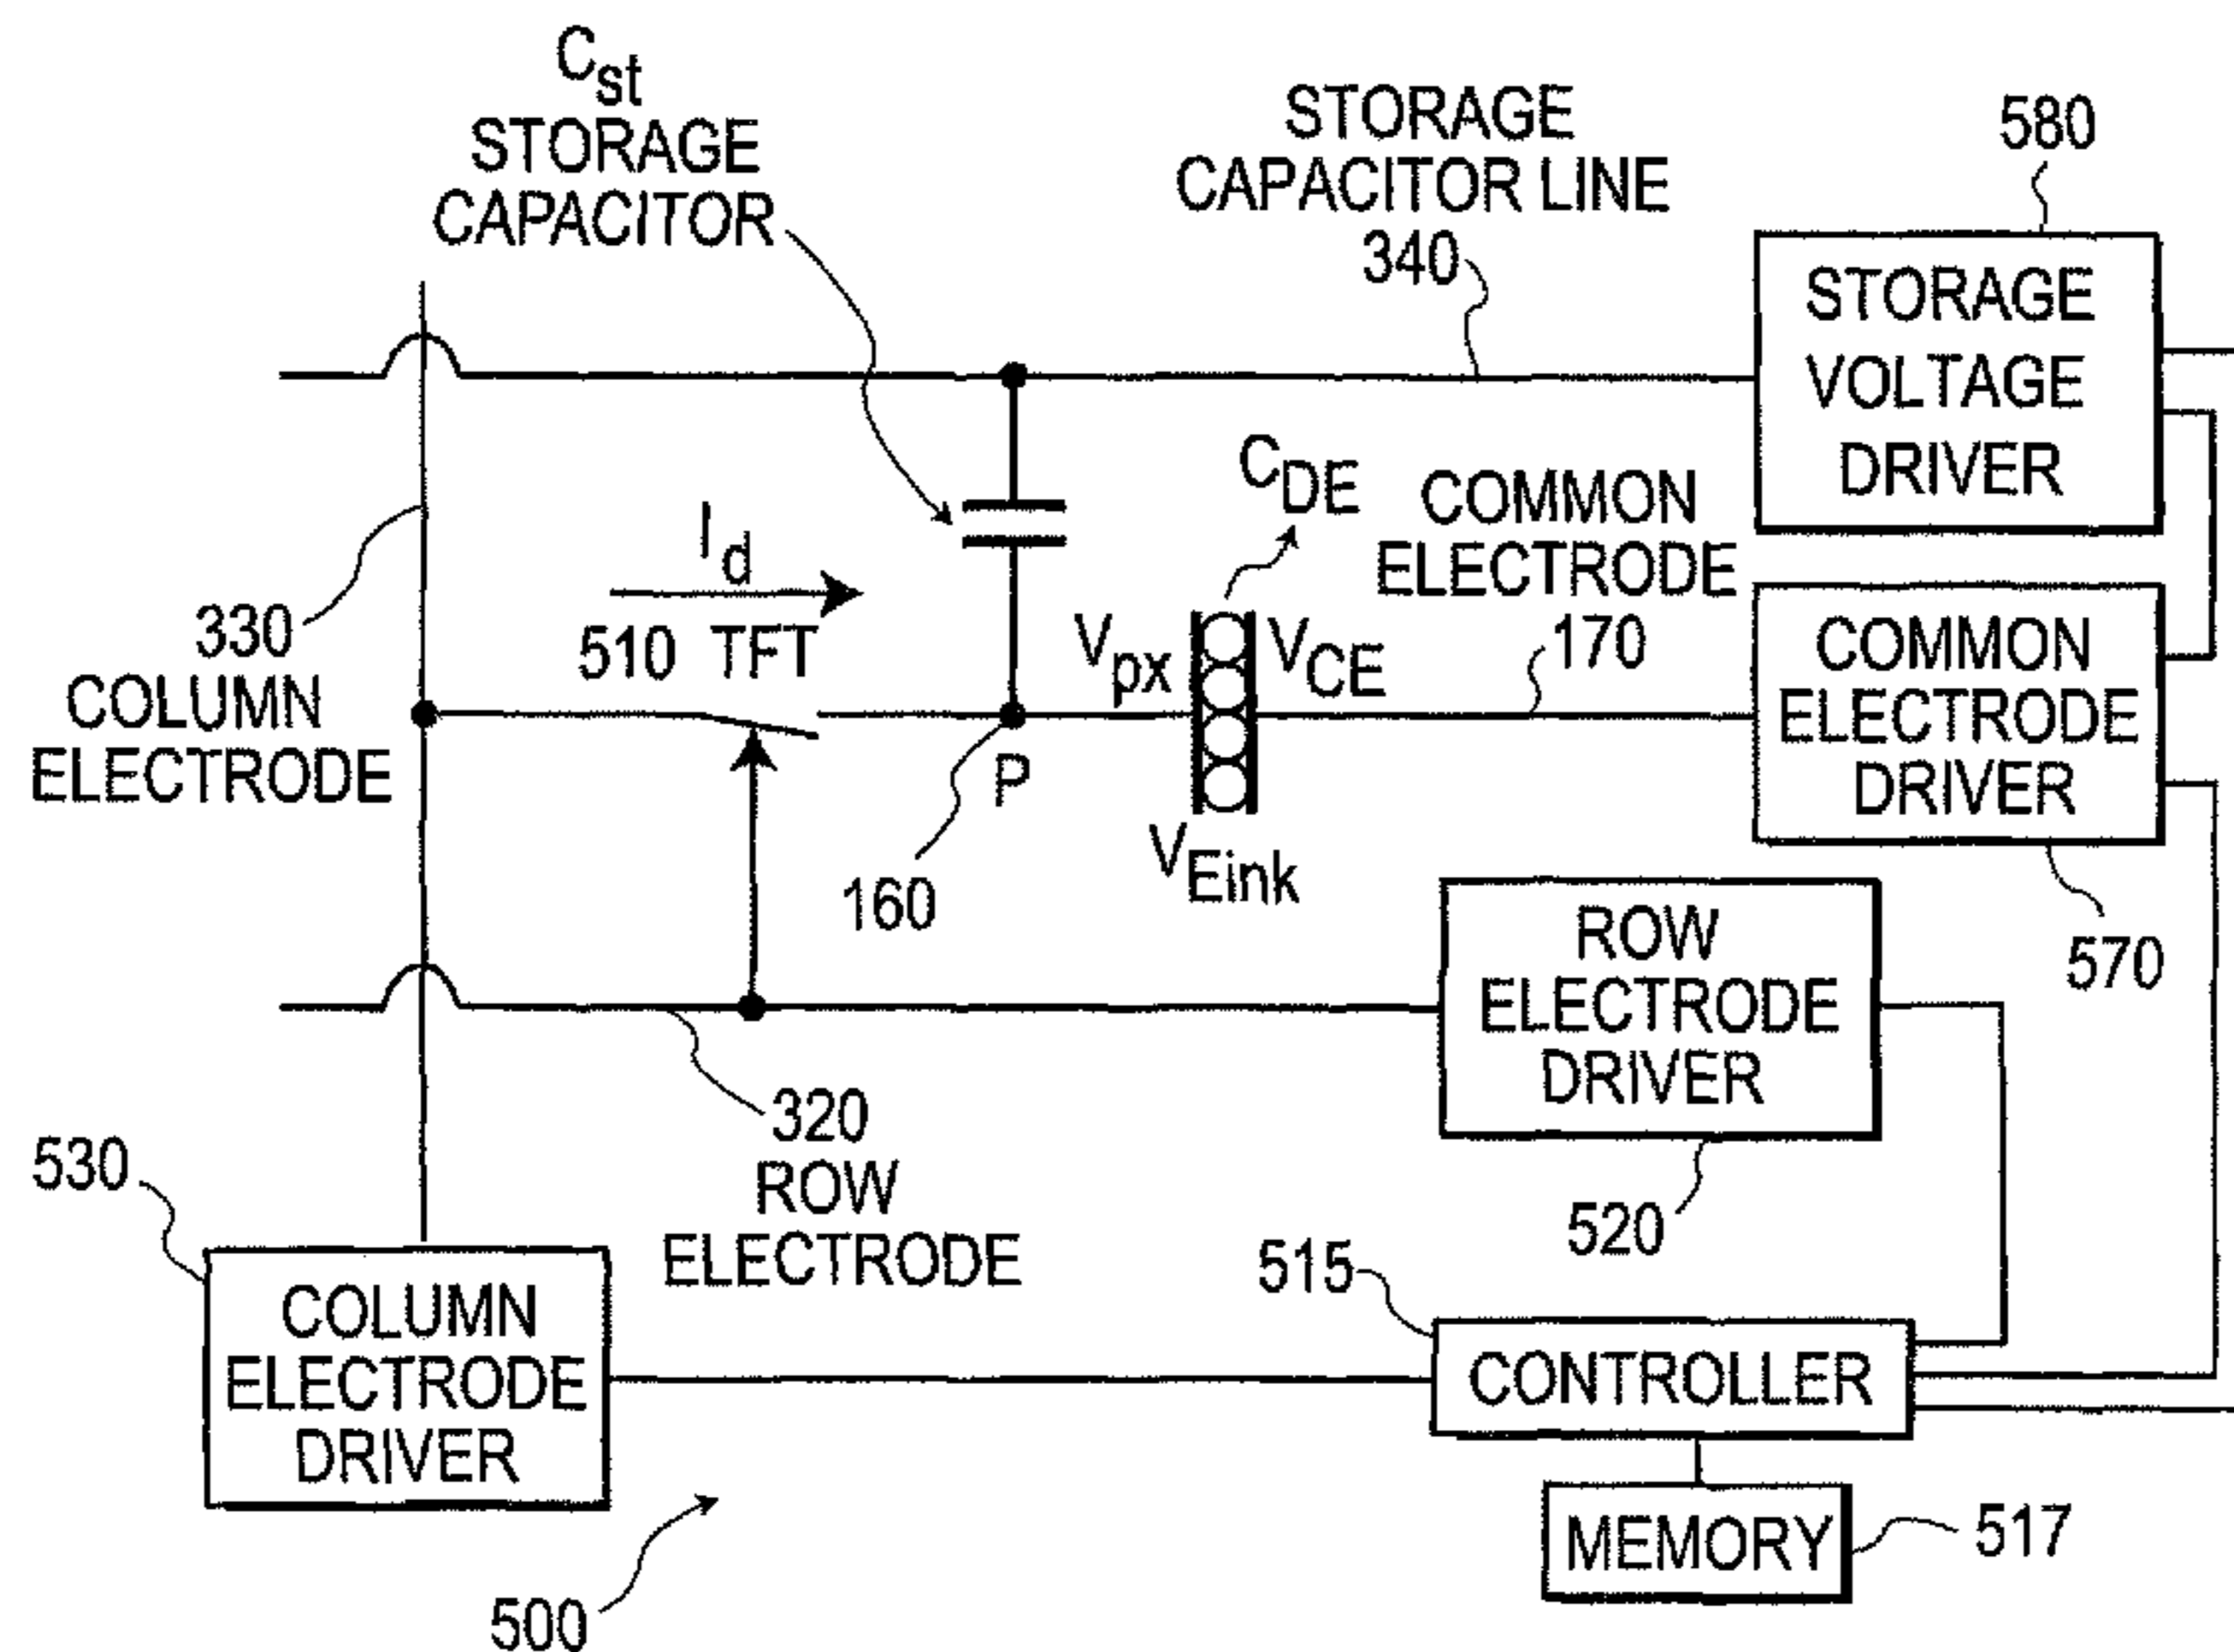 Cst
STORAGE
CAPACITOR
STORAGE
CAPACITOR LINE
340
580
STORAGE
VOLTAGE
DRIVER
CDE
COMMON
ELECTRODE
170
Id
510 TFT
330
COLUMN
ELECTRODE
Vpx
VCE
COMMON
ELECTRODE
DRIVER
P
VEink
160
570
ROW
ELECTRODE
DRIVER
320
ROW
ELECTRODE
530
520
515
COLUMN
ELECTRODE
DRIVER
CONTROLLER
MEMORY
517
500